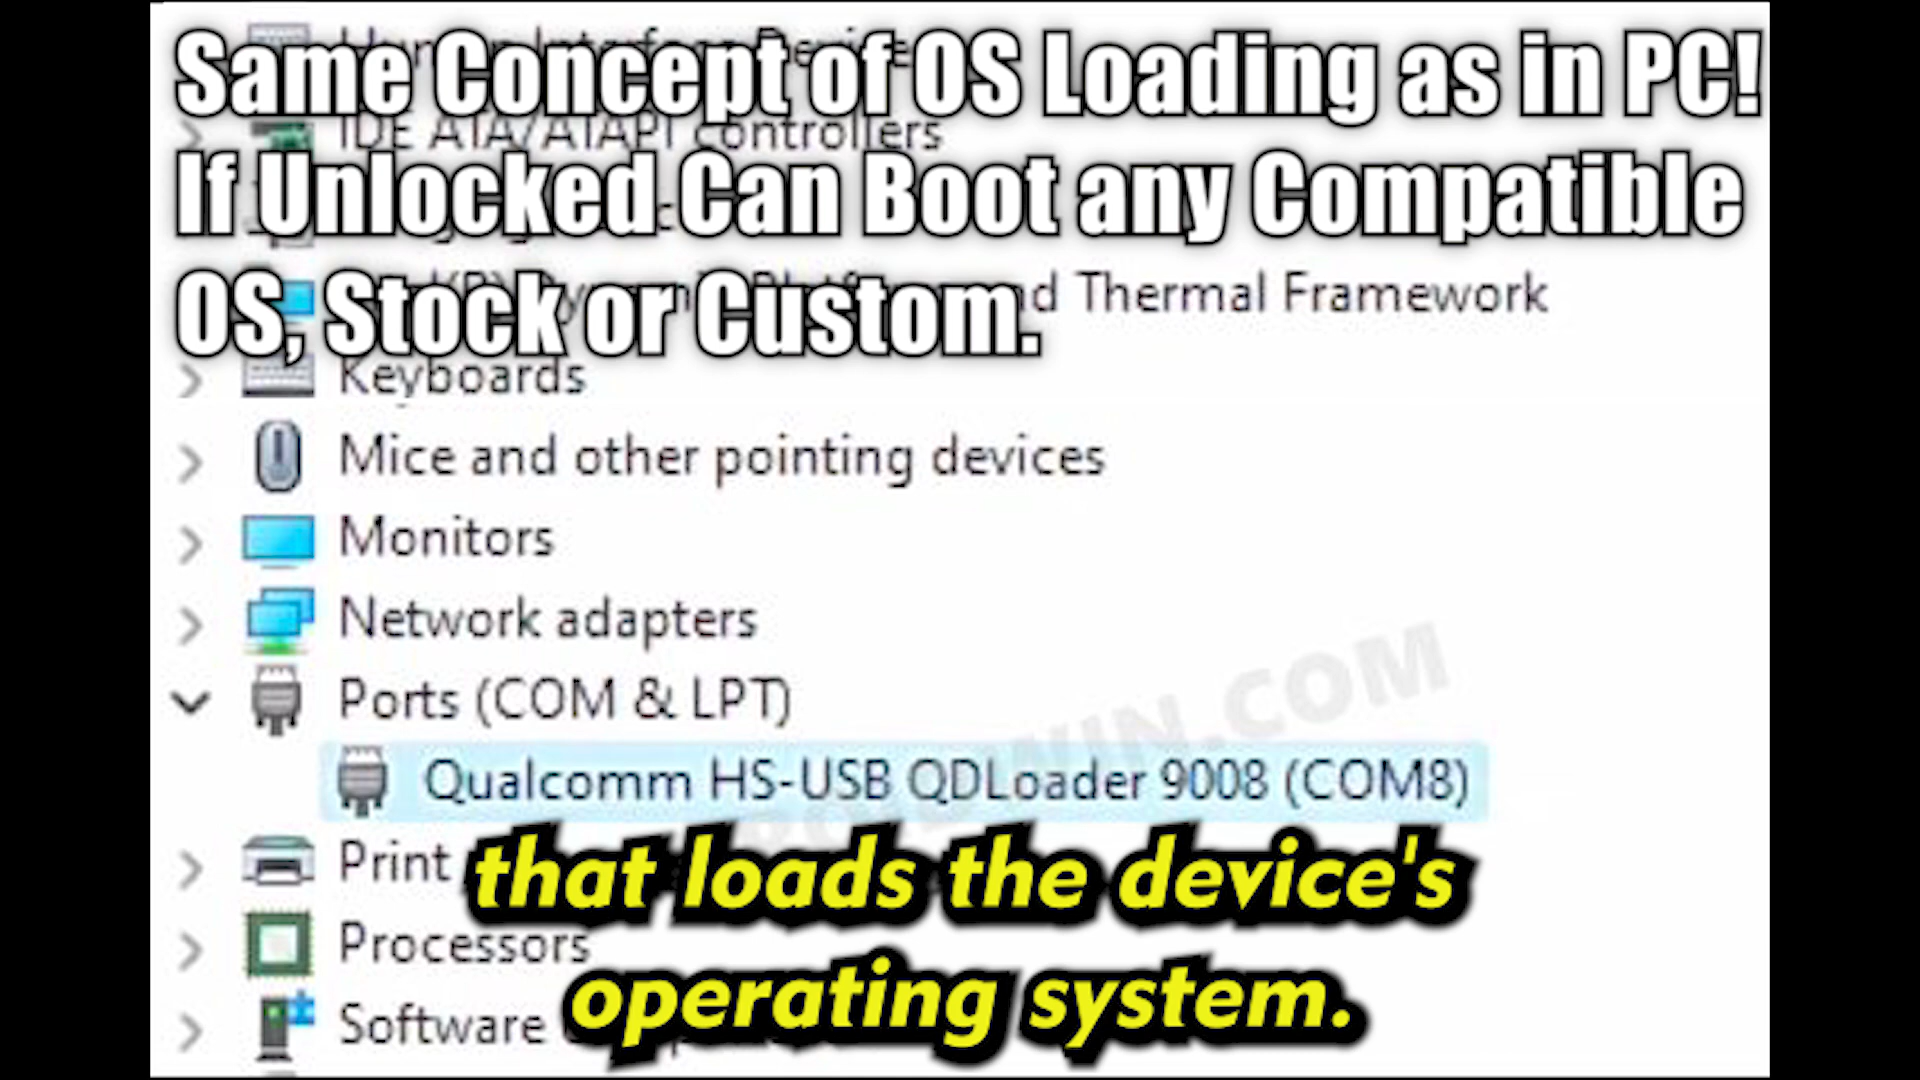 Same Concept of OS Loading as in PC!
IDE ATA/ATAPI controllers
If Unlocked Can Boot any Compatible
and Thermal Framework
OS, Stock or Custom.
Keyboards
Mice and other pointing devices
Monitors
Network adapters
Ports (COM & LPT)
Qualcomm HS-USB QDLoader 9008 (COM8)
Print
that loads the device's
Processors
operating system.
Software